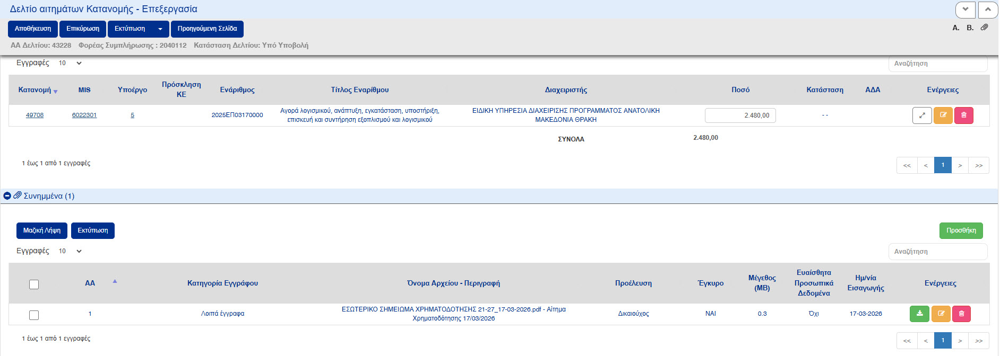 Δελτίο αιτημάτων Κατανομής - Επεξεργασία
Αποθήκευση Επικύρωση Εκτύπωση Προηγούμενη Σελίδα
Α. Β.
ΑΑ Δελτίου: 43228 Φορέας Συμπλήρωσης : 2040112 Κατάσταση Δελτίου: Υπό Υποβολή
Εγγραφές 10
Αναζήτηση
Κατανομή MIS Υποέργο Πρόσκληση ΚΕ Ενάριθμος Τίτλος Εναρίθμου Διαχειριστής Ποσό Κατάσταση ΑΔΑ Ενέργειες
49708 6022301 5 2025ΕΠ03170000 Αγορά λογισμικού, ανάπτυξη, εγκατάσταση, υποστήριξη, επισκευή και συντήρηση εξοπλισμού και λογισμικού ΕΙΔΙΚΗ ΥΠΗΡΕΣΙΑ ΔΙΑΧΕΙΡΙΣΗΣ ΠΡΟΓΡΑΜΜΑΤΟΣ ΑΝΑΤΟΛΙΚΗ ΜΑΚΕΔΟΝΙΑ ΘΡΑΚΗ 2.480,00 - -
ΣΥΝΟΛΑ 2.480,00
1 έως 1 από 1 εγγραφές
<< < 1 > >>
Συνημμένα (1)
Μαζική Λήψη Εκτύπωση Προσθήκη
Εγγραφές 10
Αναζήτηση
ΑΑ Κατηγορία Εγγράφου Όνομα Αρχείου - Περιγραφή Προέλευση Έγκυρο Μέγεθος (MB) Ευαίσθητα Προσωπικά Δεδομένα Ημ/νία Εισαγωγής Ενέργειες
1 Λοιπά έγγραφα ΕΣΩΤΕΡΙΚΟ ΣΗΜΕΙΩΜΑ ΧΡΗΜΑΤΟΔΟΤΗΣΗΣ 21-27_17-03-2026.pdf - Αίτημα Χρηματοδότησης 17/03/2026 Δικαιούχος ΝΑΙ 0.3 Όχι 17-03-2026
1 έως 1 από 1 εγγραφές
<< < 1 > >>